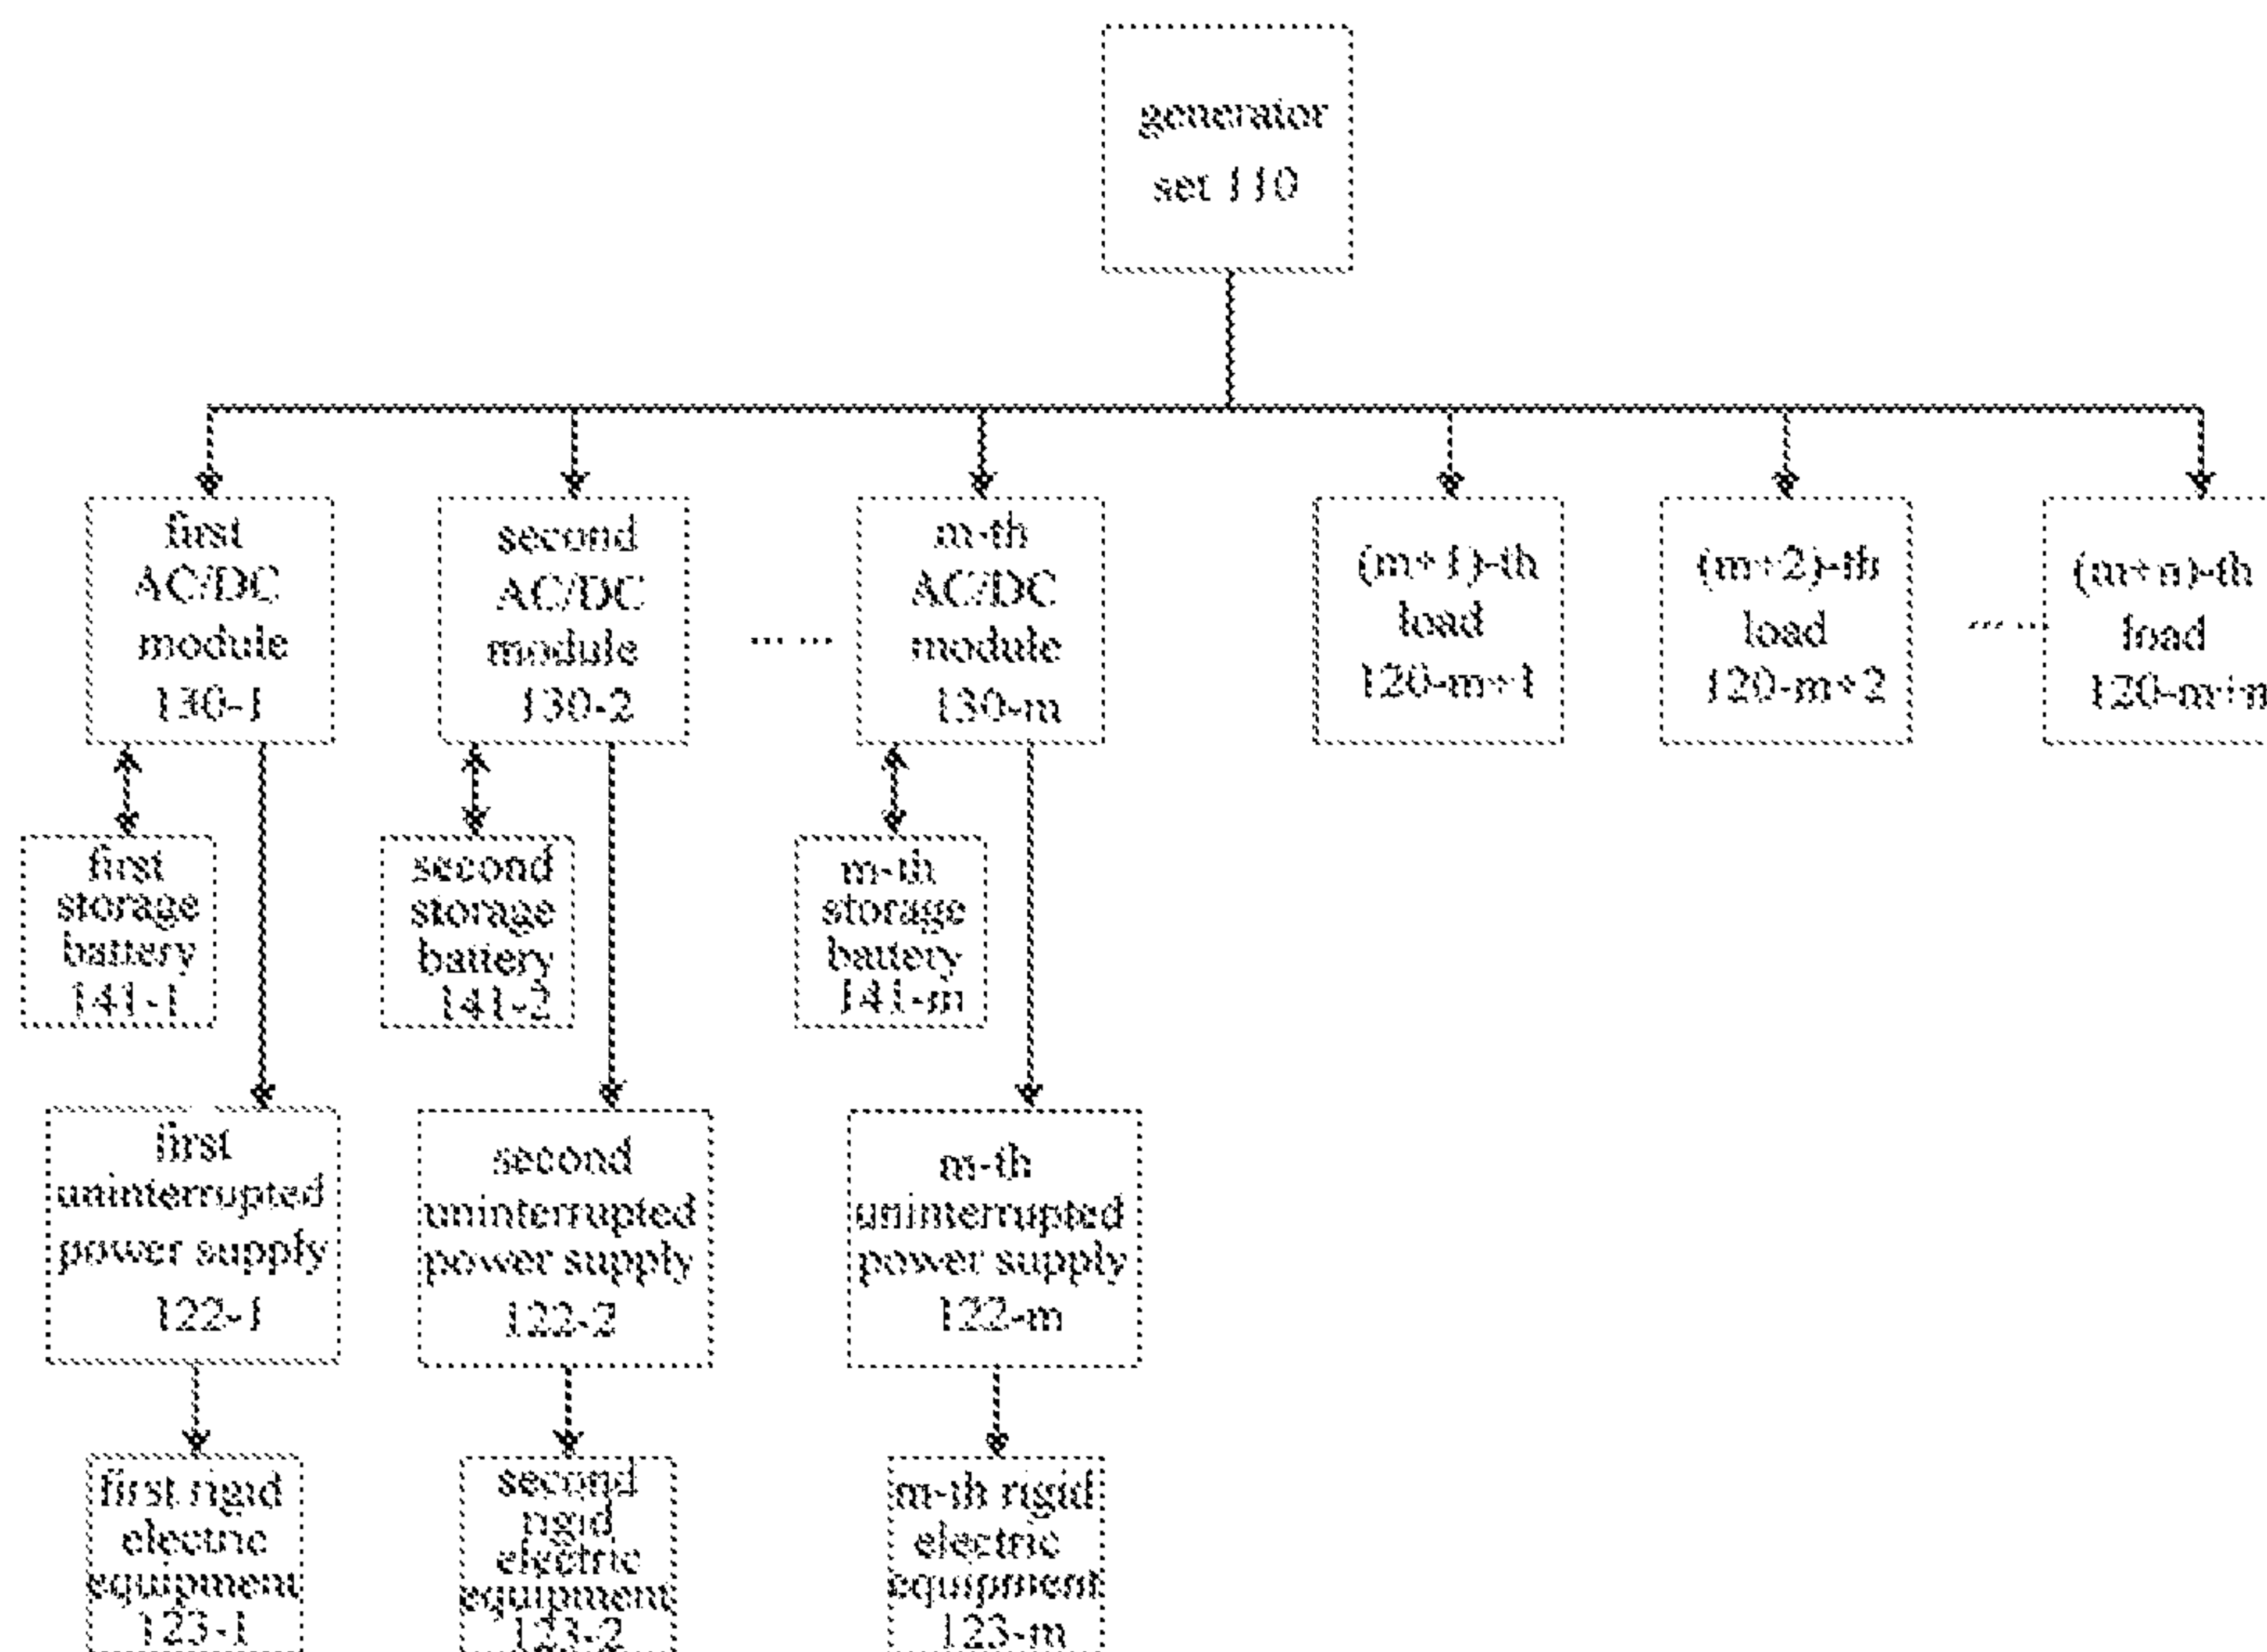 generator
set 110
first
AC/DC
module
130-1
second
AC/DC
module
130-2
... ...
m-th
AC/DC
module
130-m
(m+1)-th
load
120-m+1
(m+2)-th
load
120-m+2
... ...
(m+n)-th
load
120-m+n
first
storage
battery
141-1
second
storage
battery
141-2
m-th
storage
battery
141-m
first
uninterrupted
power supply
122-1
second
uninterrupted
power supply
122-2
m-th
uninterrupted
power supply
122-m
first rigid
electric
equipment
123-1
second
rigid
electric
equipment
123-2
m-th rigid
electric
equipment
123-m